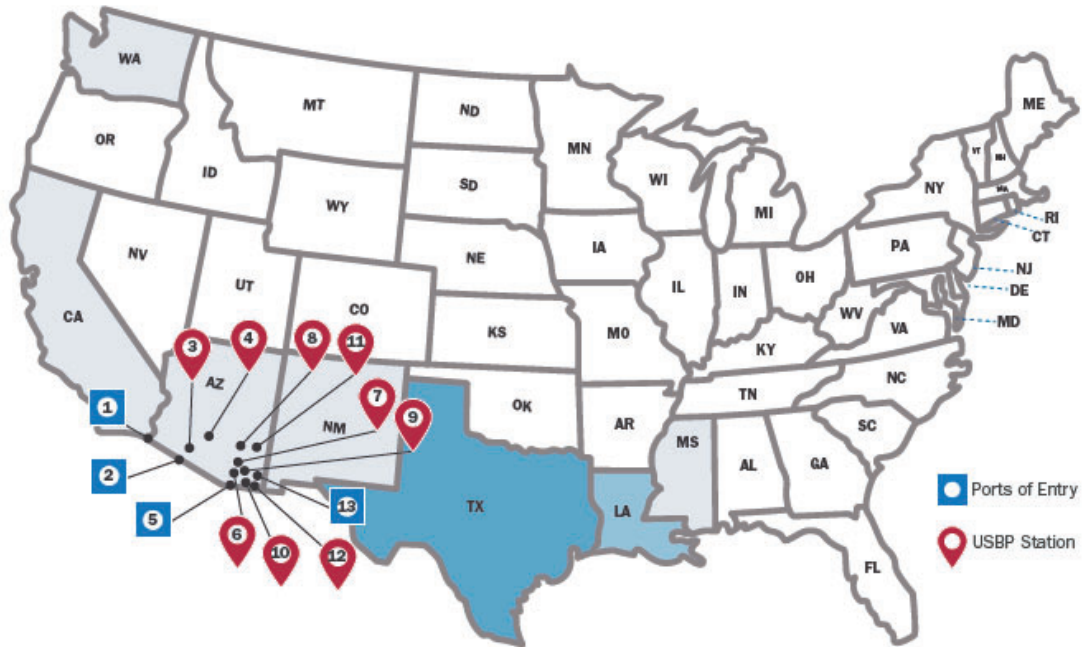 WA
MT
ND
MN
ME
OR
ID
SD
WI
VT
NH
MA
NY
MI
WY
RI
CT
IA
PA
NE
NJ
NV
OH
DE
UT
IL
IN
CO
WV
MD
CA
KS
MO
VA
KY
3
4
8
11
AZ
NC
TN
7
OK
AR
1
NM
9
SC
MS
2
AL
GA
Ports of Entry
13
TX
LA
5
6
10
12
USBP Station
FL